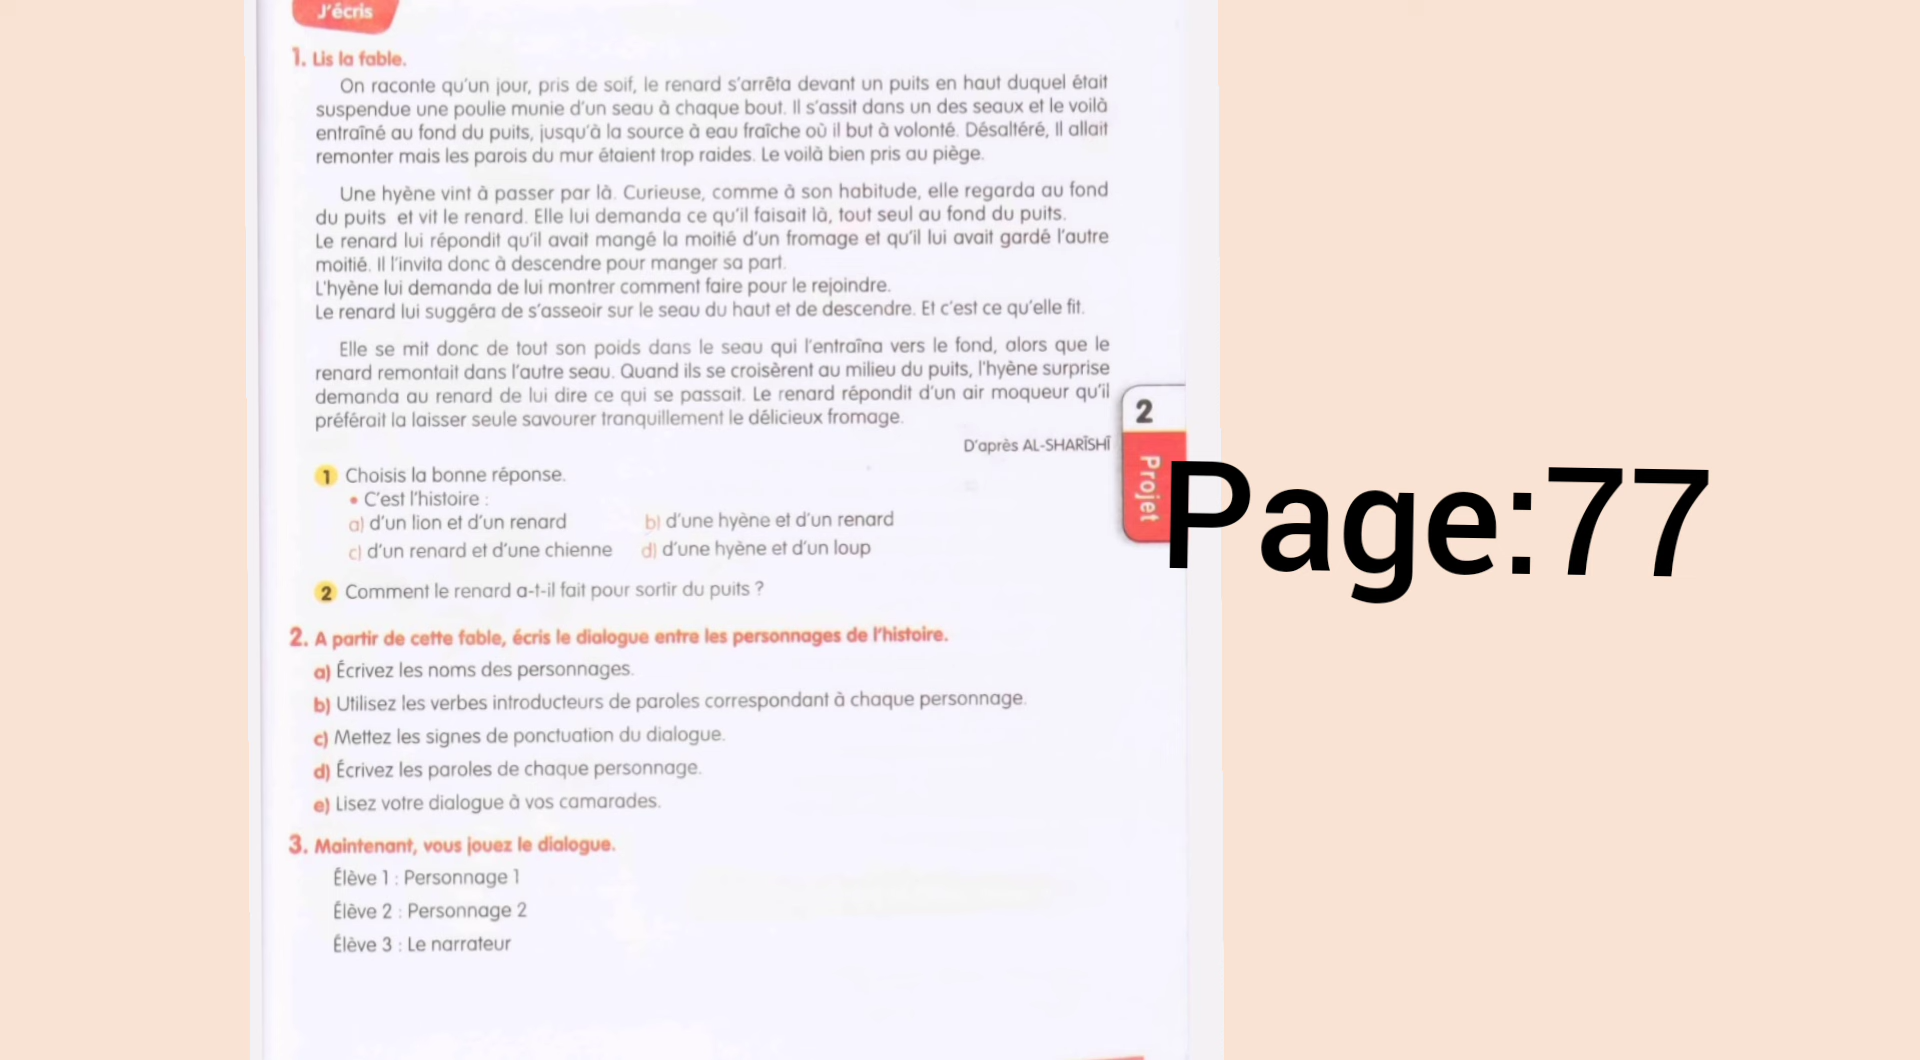 J'écris
1. Lis la fable.
On raconte qu'un jour, pris de soif, le renard s'arrêta devant un puits en haut duquel était
suspendue une poulie munie d'un seau à chaque bout. Il s'assit dans un des seaux et le voilà
entraîné au fond du puits, jusqu'à la source à eau fraîche où il but à volonté. Désaltéré, Il allait
remonter mais les parois du mur étaient trop raides. Le voilà bien pris au piège.
Une hyène vint à passer par là. Curieuse, comme à son habitude, elle regarda au fond
du puits et vit le renard. Elle lui demanda ce qu'il faisait là, tout seul au fond du puits.
Le renard lui répondit qu'il avait mangé la moitié d'un fromage et qu'il lui avait gardé l'autre
moitié. Il l'invita donc à descendre pour manger sa part.
L'hyène lui demanda de lui montrer comment faire pour le rejoindre.
Le renard lui suggéra de s'asseoir sur le seau du haut et de descendre. Et c'est ce qu'elle fit.
Elle se mit donc de tout son poids dans le seau qui l'entraîna vers le fond, alors que le
renard remontait dans l'autre seau. Quand ils se croisèrent au milieu du puits, l'hyène surprise
demanda au renard de lui dire ce qui se passait. Le renard répondit d'un air moqueur qu'il
préférait la laisser seule savourer tranquillement le délicieux fromage.
D'après AL-SHARĪSHĪ
1 Choisis la bonne réponse.
• C'est l'histoire :
a) d'un lion et d'un renard b) d'une hyène et d'un renard
c) d'un renard et d'une chienne d) d'une hyène et d'un loup
2 Comment le renard a-t-il fait pour sortir du puits ?
2. A partir de cette fable, écris le dialogue entre les personnages de l'histoire.
a) Écrivez les noms des personnages.
b) Utilisez les verbes introducteurs de paroles correspondant à chaque personnage.
c) Mettez les signes de ponctuation du dialogue.
d) Écrivez les paroles de chaque personnage.
e) Lisez votre dialogue à vos camarades.
3. Maintenant, vous jouez le dialogue.
Élève 1 : Personnage 1
Élève 2 : Personnage 2
Élève 3 : Le narrateur
2
Projet
Page:77